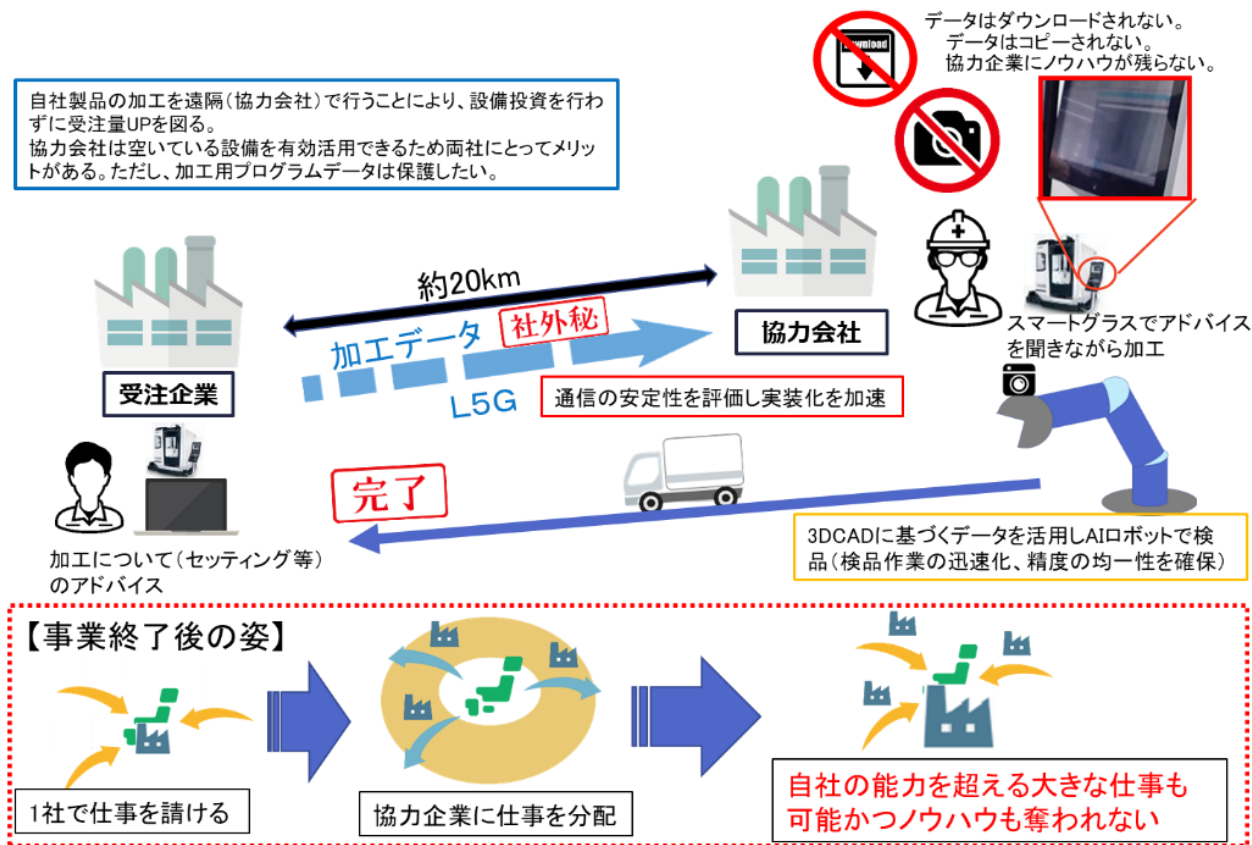 データはダウンロードされない。
データはコピーされない。
協力企業にノウハウが残らない。
Download
自社製品の加工を遠隔（協力会社）で行うことにより、設備投資を行わ
ずに受注量UPを図る。
協力会社は空いている設備を有効活用できるため両社にとってメリッ
トがある。ただし、加工用プログラムデータは保護したい。
約20km
加工データ
社外秘
L5G
受注企業
協力会社
スマートグラスでアドバイス
を聞きながら加工
通信の安定性を評価し実装化を加速
完了
加工について（セッティング等）
のアドバイス
3DCADに基づくデータを活用しAIロボットで検
品（検品作業の迅速化、精度の均一性を確保）
【事業終了後の姿】
1社で仕事を請ける
協力企業に仕事を分配
自社の能力を超える大きな仕事も
可能かつノウハウも奪われない